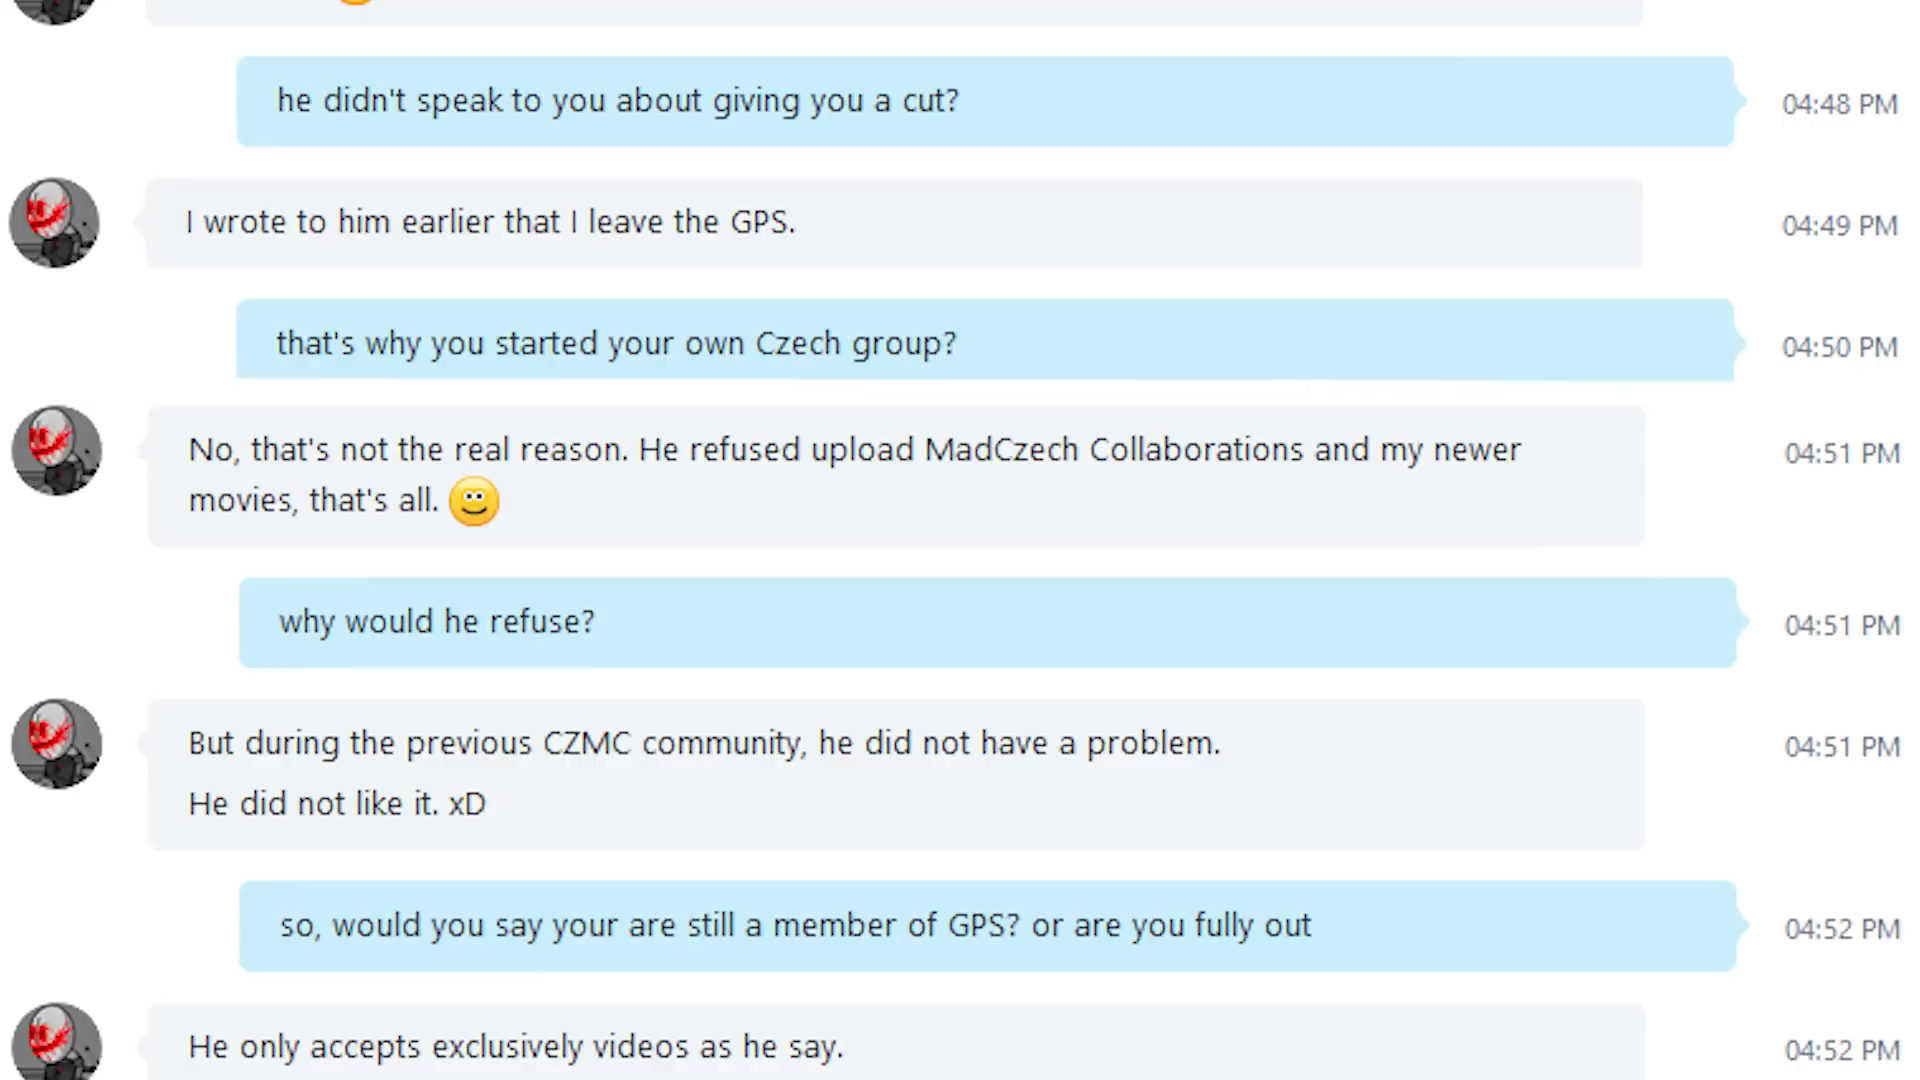 he didn't speak to you about giving you a cut?
04:48 PM
I wrote to him earlier that I leave the GPS.
04:49 PM
that's why you started your own Czech group?
04:50 PM
No, that's not the real reason. He refused upload MadCzech Collaborations and my newer
04:51 PM
movies, that's all.
why would he refuse?
04:51 PM
But during the previous CZMC community, he did not have a problem.
04:51 PM
He did not like it. xD
so, would you say your are still a member of GPS? or are you fully out
04:52 PM
He only accepts exclusively videos as he say.
04:52 PM